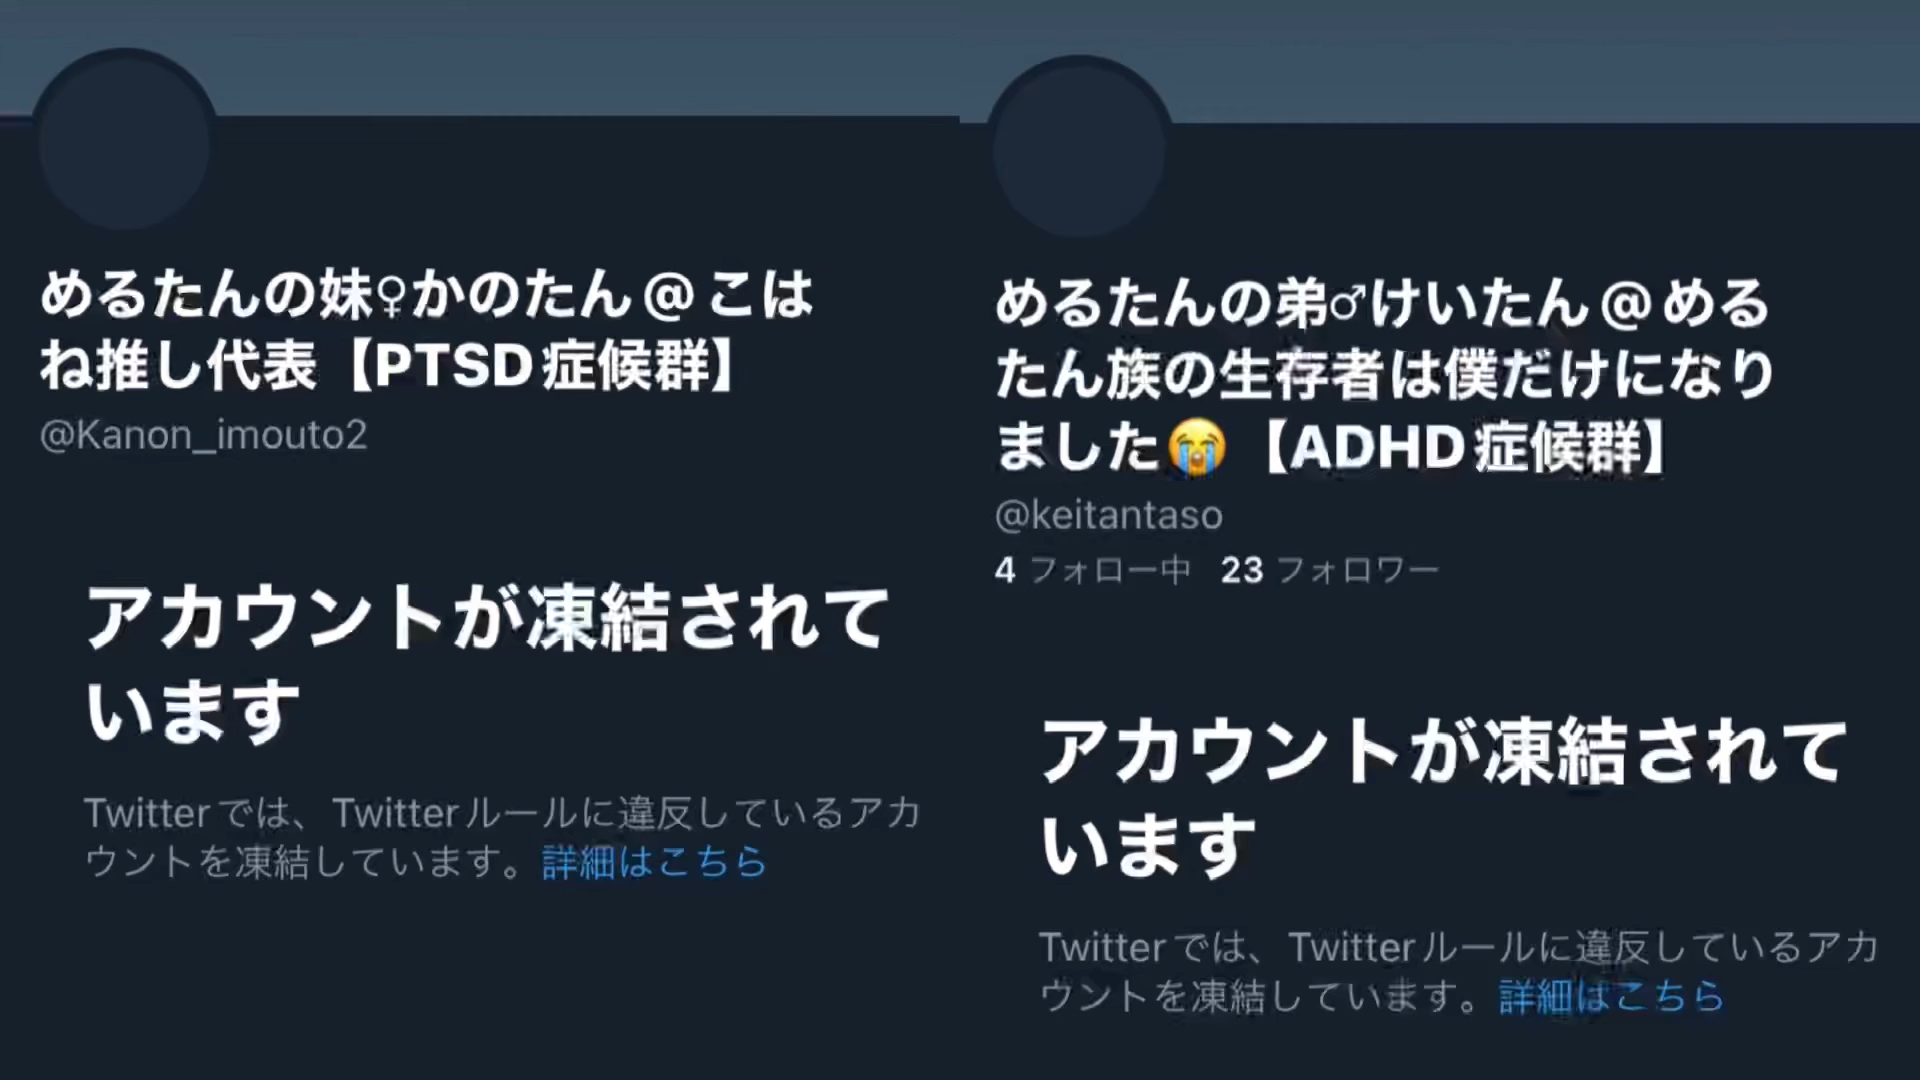 めるたんの妹♀かのたん@こは
ね推し代表【PTSD症候群】
@Kanon_imouto2
アカウントが凍結されて
います
Twitterでは、Twitterルールに違反しているアカ
ウントを凍結しています。詳細はこちら
めるたんの弟♂けいたん@める
たん族の生存者は僕だけになり
ました😭【ADHD症候群】
@keitantaso
4 フォロー中 23 フォロワー
アカウントが凍結されて
います
Twitterでは、Twitterルールに違反しているアカ
ウントを凍結しています。詳細はこちら